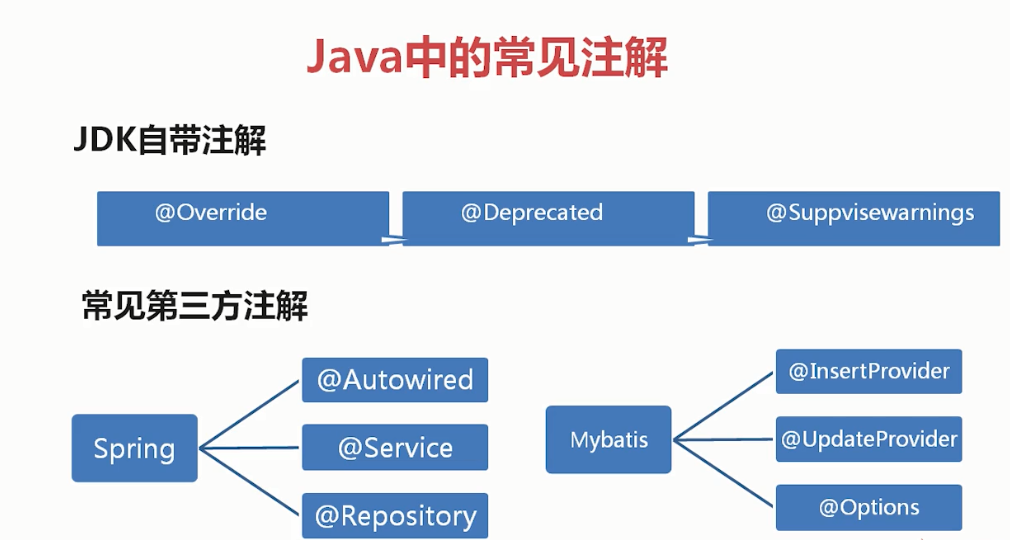 Java中的常见注解
JDK自带注解
@Override
@Deprecated
@Suppvisewarnings
常见第三方注解
Spring
@Autowired
@Service
@Repository
Mybatis
@InsertProvider
@UpdateProvider
@Options